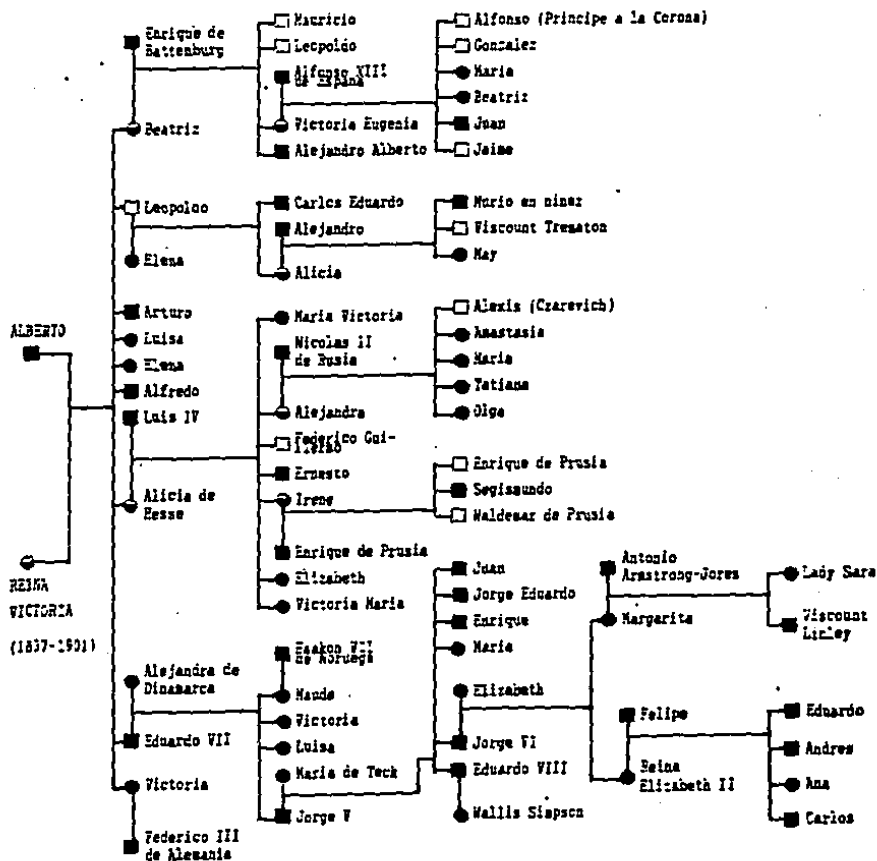 Enrique de
Battenburg
Beatriz
Mauricio
Leopoldo
Alfonso XIII
de España
Victoria Eugenia
Alejandro Alberto
Alfonso (Principe a la Corona)
Gonzalez
Maria
Beatriz
Juan
Jaime
Leopoldo
Elena
Carlos Eduardo
Alejandro
Alicia
Murio en ninez
Viscount Trematon
May
ALBERTO
REINA
VICTORIA
(1837-1901)
Arturo
Luisa
Elena
Alfredo
Luis IV
Alicia de
Hesse
Maria Victoria
Nicolas II
de Rusia
Alejandra
Federico Gui-
llermo
Ernesto
Irene
Enrique de Prusia
Elizabeth
Victoria Maria
Alexis (Czarevich)
Anastasia
Maria
Tatiana
Olga
Enrique de Prusia
Segismundo
Waldemar de Prusia
Alejandra de
Dinamarca
Eduardo VII
Victoria
Federico III
de Alemania
Haakon VII
de Noruega
Maude
Victoria
Luisa
Maria de Teck
Jorge V
Juan
Jorge Eduardo
Enrique
Maria
Elizabeth
Jorge VI
Eduardo VIII
Wallis Simpson
Antonio
Armstrong-Jores
Margarita
Felipe
Reina
Elizabeth II
Lady Sara
Viscount
Linley
Eduardo
Andres
Ana
Carlos